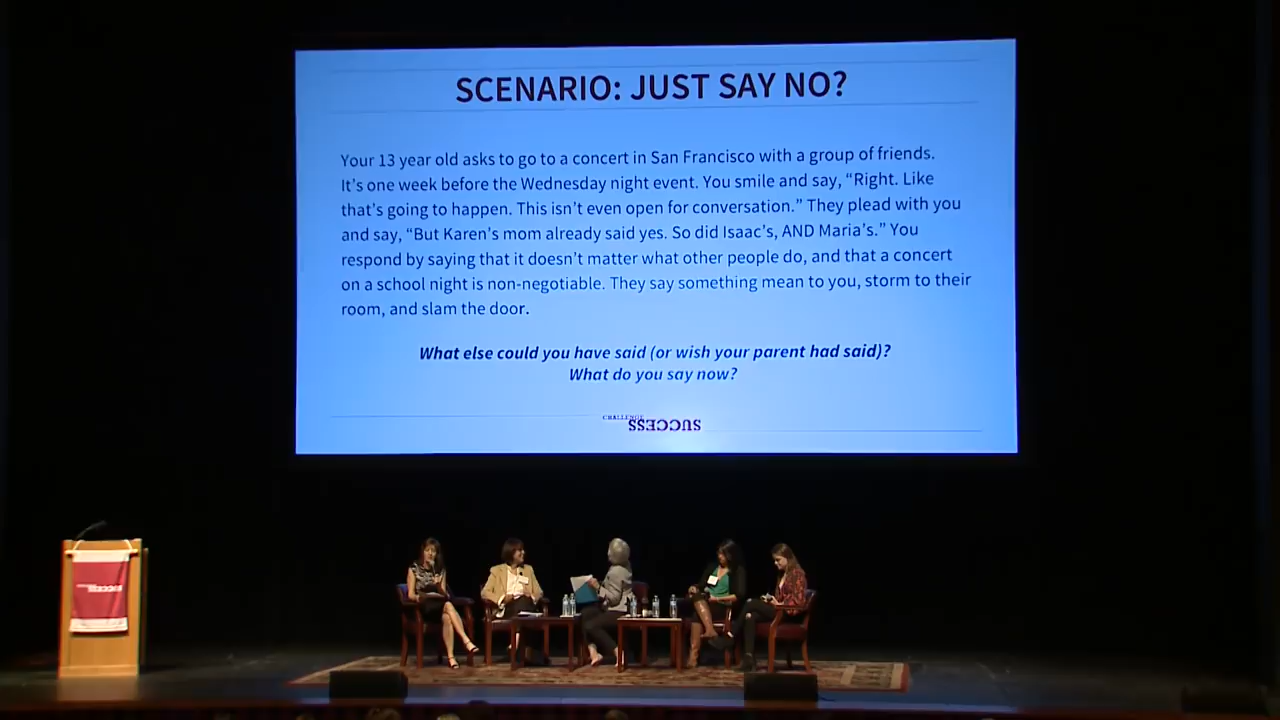 SCENARIO: JUST SAY NO?
Your 13 year old asks to go to a concert in San Francisco with a group of friends.
It's one week before the Wednesday night event. You smile and say, “Right. Like
that's going to happen. This isn't even open for conversation.” They plead with you
and say, “But Karen's mom already said yes. So did Isaac's, AND Maria's.” You
respond by saying that it doesn't matter what other people do, and that a concert
on a school night is non-negotiable. They say something mean to you, storm to their
room, and slam the door.
What else could you have said (or wish your parent had said)?
What do you say now?
CHALLENGE
SUCCESS
SUCCESS